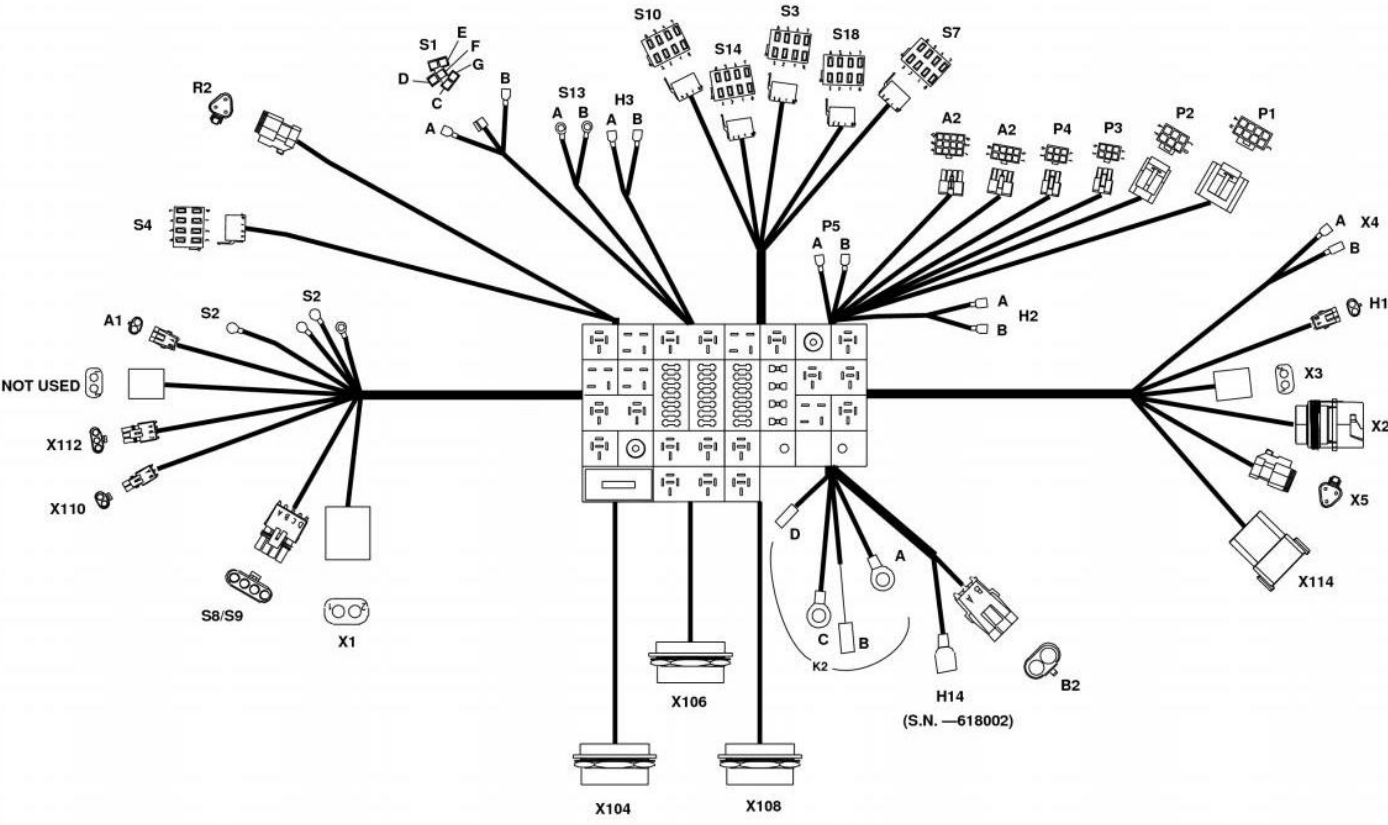 S10
S3
S14
S18
S7
S1
E
F
G
D
C
B
A
R2
S13
A B
H3
A B
A2
A2
P4
P3
P2
P1
S4
P5
A B
A
B
H2
A
B
X4
H1
A1
S2
S2
NOT USED
X3
X112
X2
X110
X5
S8/S9
D C B A
X1
1 2
D
A
C
B
K2
B
A
H14
(S.N. —618002)
B2
X114
X106
X104
X108